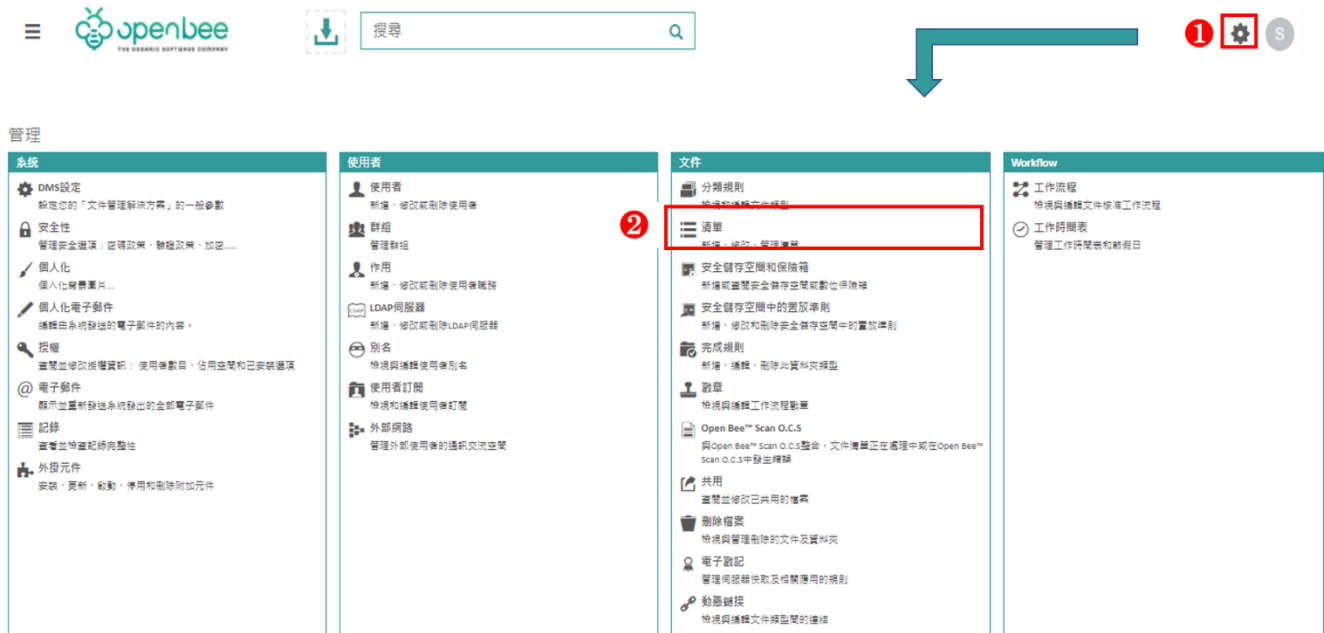 openbee
THE ORGANIC SOFTWARE COMPANY
搜尋
❶
S
管理
系統
DMS設定
設定您的「文件管理解決方案」的一般參數
安全性
管理安全選項：密碼政策、驗證政策、加密......
個人化
個人化背景圖片...
個人化電子郵件
編輯由系統發送的電子郵件的內容。
授權
查閱並修改授權資訊： 使用者數目、佔用空間和已安裝選項
@ 電子郵件
顯示並重新發送系統發出的全部電子郵件
記錄
查看並檢查記錄完整性
外掛元件
安裝、更新、啟動、停用和刪除附加元件
使用者
使用者
新增、修改或刪除使用者
群組
管理群組
作用
新增、修改或刪除使用者職務
LDAP LDAP伺服器
新增、修改或刪除LDAP伺服器
別名
檢視與編輯使用者別名
使用者訂閱
檢視和編輯使用者訂閱
外部網路
管理外部使用者的通訊交流空間
文件
分類規則
檢視和編輯文件類型
❷
清單
新增、修改、管理清單
安全儲存空間和保險箱
新增或查閱安全儲存空間或數位保險箱
安全儲存空間中的置放準則
新增、修改和刪除安全儲存空間中的置放準則
完成規則
新增、編輯、刪除此資料夾類型
戳章
檢視與編輯工作流程戳章
Open Bee™ Scan O.C.S
與Open Bee™ Scan O.C.S整合，文件清單正在處理中或在Open Bee™
Scan O.C.S中發生錯誤
共用
查閱並修改已共用的檔案
刪除檔案
檢視與管理刪除的文件及資料夾
電子戳記
管理伺服器快取及相關應用的規則
動態鏈接
檢視與編輯文件類型間的連結
Workflow
工作流程
檢視與編輯文件核准工作流程
工作時間表
管理工作時間表和節假日